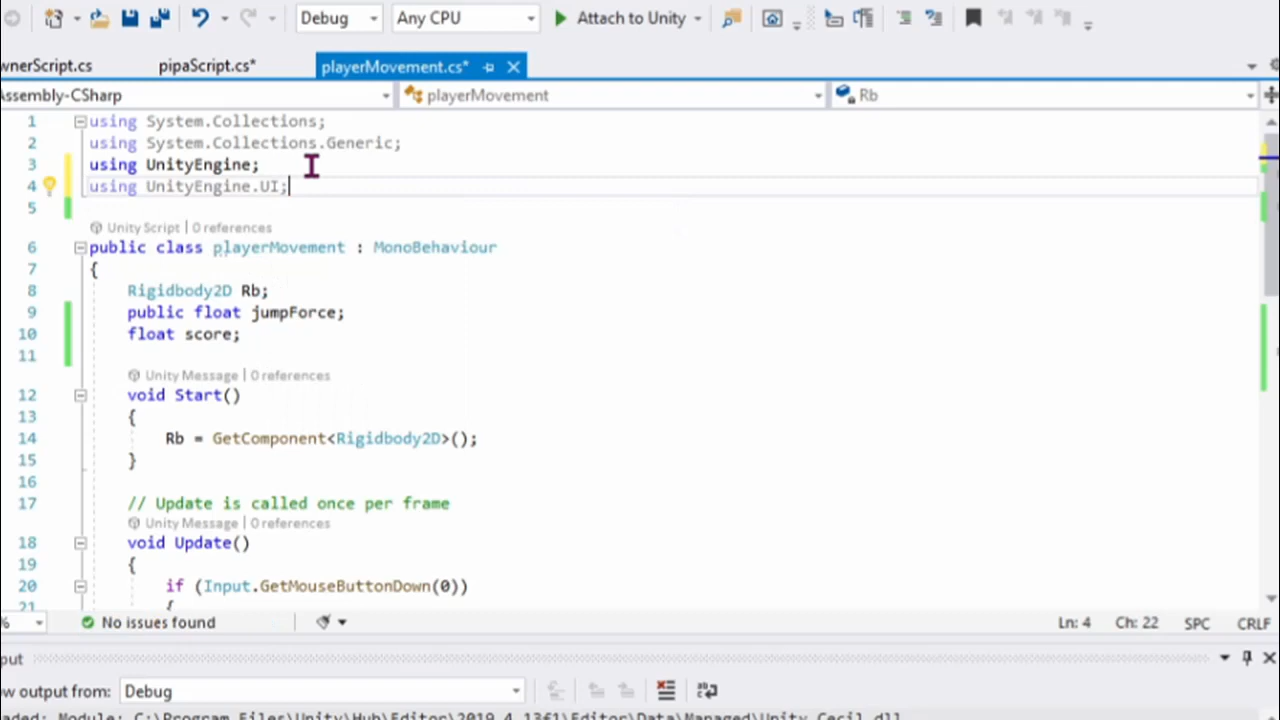 Debug Any CPU Attach to Unity
wnerScript.cs pipaScript.cs* playerMovement.cs*
Assembly-CSharp playerMovement Rb
1 using System.Collections;
2 using System.Collections.Generic;
3 using UnityEngine;
4 using UnityEngine.UI;
5
Unity Script | 0 references
6 public class playerMovement : MonoBehaviour
7 {
8 Rigidbody2D Rb;
9 public float jumpForce;
10 float score;
11
Unity Message | 0 references
12 void Start()
13 {
14 Rb = GetComponent<Rigidbody2D>();
15 }
16
17 // Update is called once per frame
Unity Message | 0 references
18 void Update()
19 {
20 if (Input.GetMouseButtonDown(0))
21 {
% No issues found Ln: 4 Ch: 22 SPC CRLF
put
ow output from: Debug
aded: Module: C:\Program Files\Unity\Hub\Editor\2019.4.13f1\Editor\Data\Managed\Unity.Cecil.dll